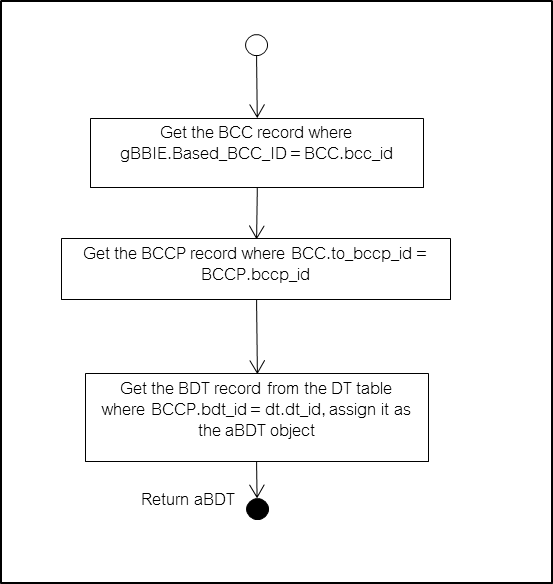 Get the BCC record where
gBBIE.Based_BCC_ID = BCC.bcc_id
Get the BCCP record where BCC.to_bccp_id =
BCCP.bccp_id
Get the BDT record from the DT table
where BCCP.bdt_id = dt.dt_id, assign it as
the aBDT object
Return aBDT